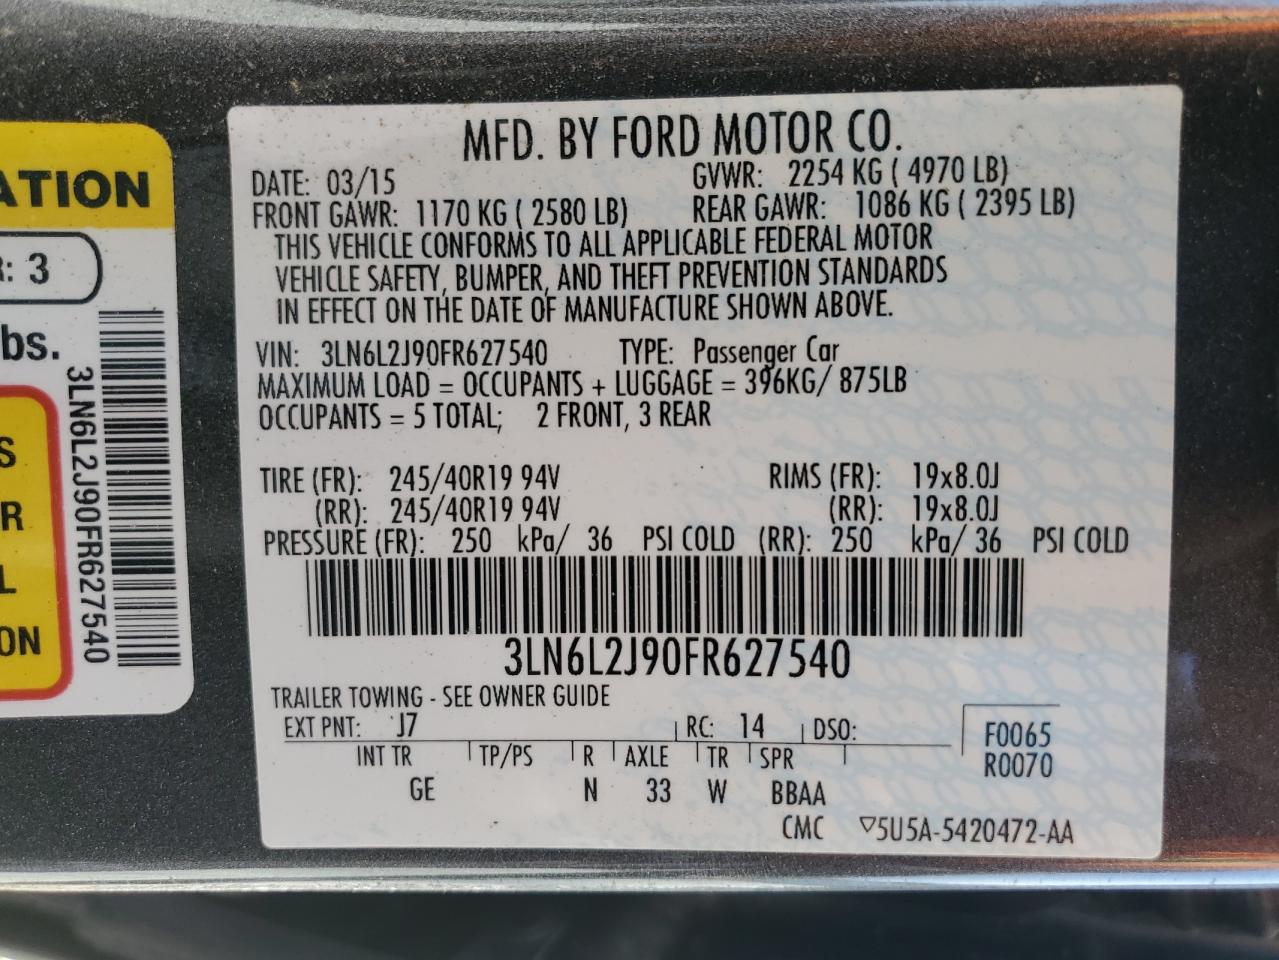 ATION
R: 3
bs.
S
R
L
ON
3LN6L2J90FR627540
MFD. BY FORD MOTOR CO.
DATE: 03/15 GVWR: 2254 KG ( 4970 LB)
FRONT GAWR: 1170 KG ( 2580 LB) REAR GAWR: 1086 KG ( 2395 LB)
THIS VEHICLE CONFORMS TO ALL APPLICABLE FEDERAL MOTOR
VEHICLE SAFETY, BUMPER, AND THEFT PREVENTION STANDARDS
IN EFFECT ON THE DATE OF MANUFACTURE SHOWN ABOVE.
VIN: 3LN6L2J90FR627540 TYPE: Passenger Car
MAXIMUM LOAD = OCCUPANTS + LUGGAGE = 396KG/ 875LB
OCCUPANTS = 5 TOTAL; 2 FRONT, 3 REAR
TIRE (FR): 245/40R19 94V RIMS (FR): 19x8.0J
(RR): 245/40R19 94V (RR): 19x8.0J
PRESSURE (FR): 250 kPa/ 36 PSI COLD (RR): 250 kPa/ 36 PSI COLD
3LN6L2J90FR627540
TRAILER TOWING - SEE OWNER GUIDE
EXT PNT: J7 RC: 14 DSO: F0065
INT TR TP/PS R AXLE TR SPR R0070
GE N 33 W BBAA
CMC ▽5U5A-5420472-AA